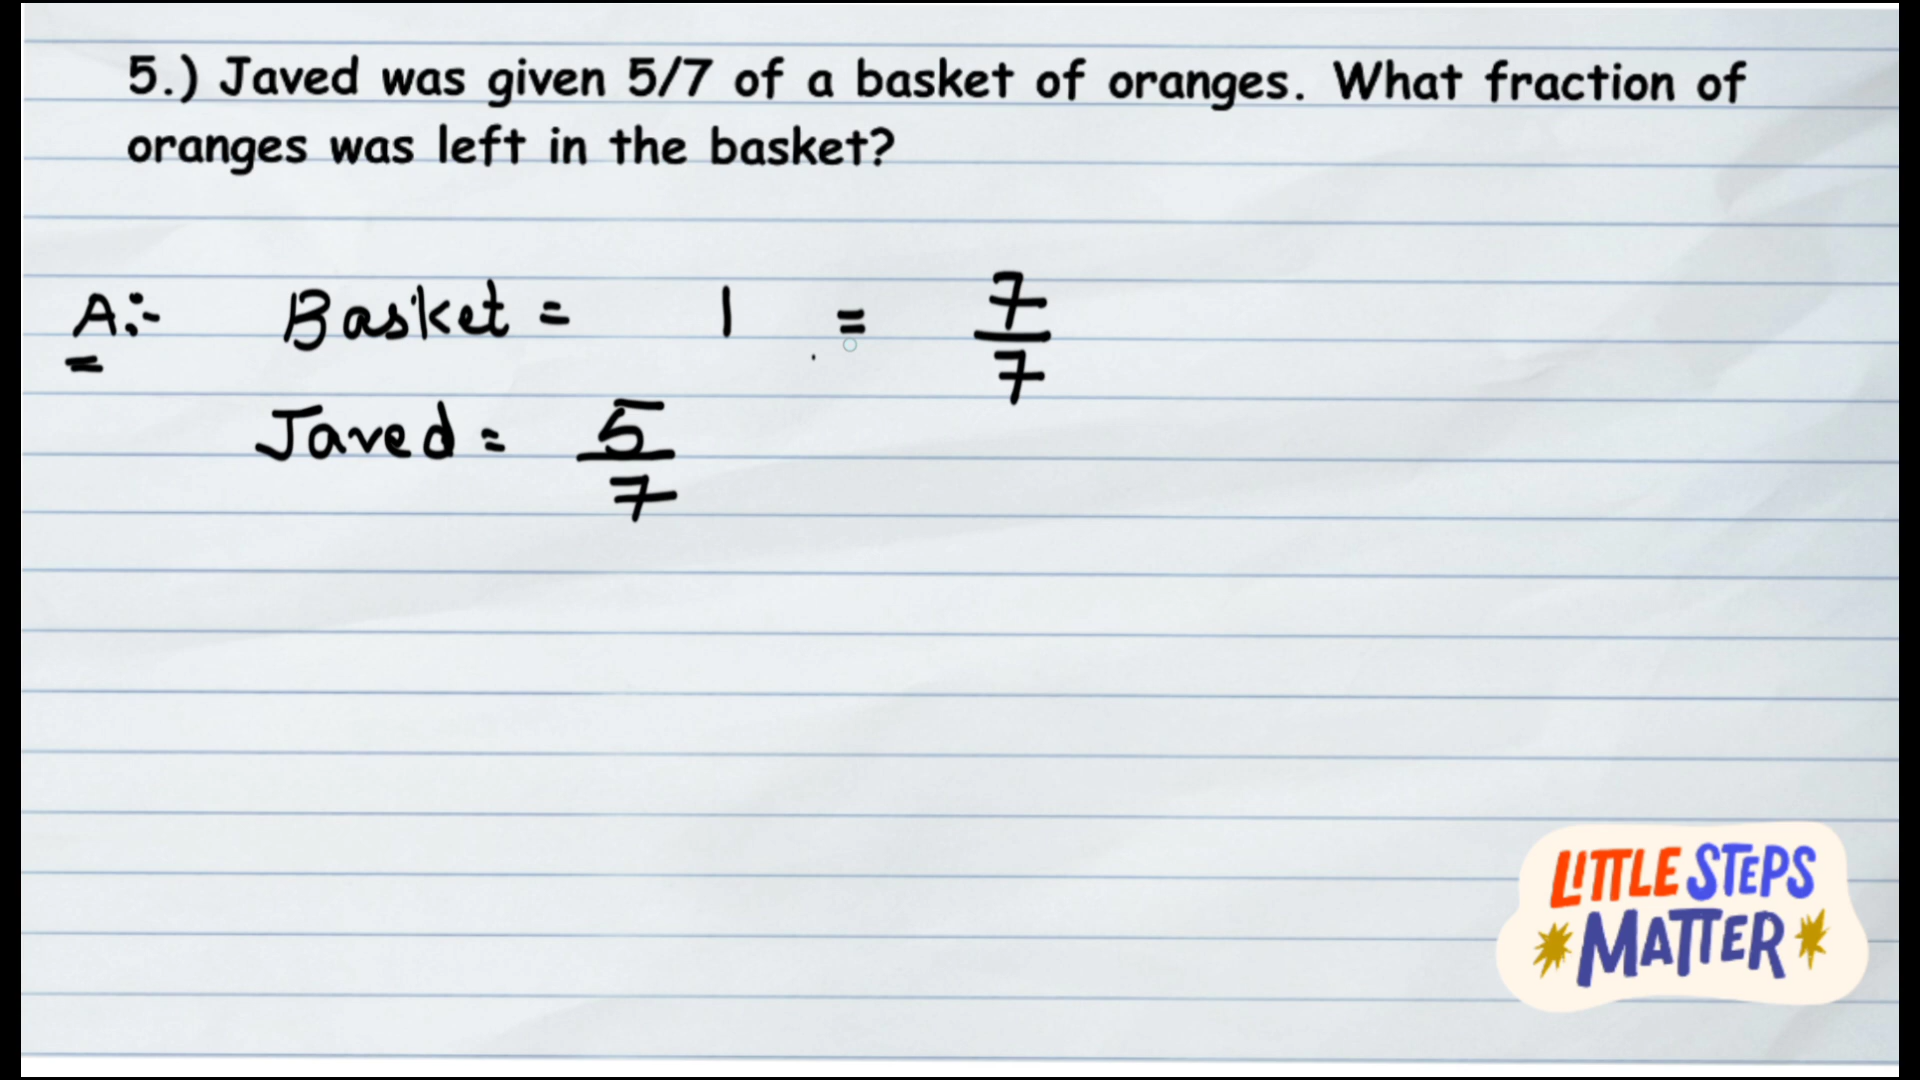 5.) Javed was given 5/7 of a basket of oranges. What fraction of
oranges was left in the basket?
A:- Basket = 1 = 7/7
Javed = 5/7
LITTLE STEPS
MATTER